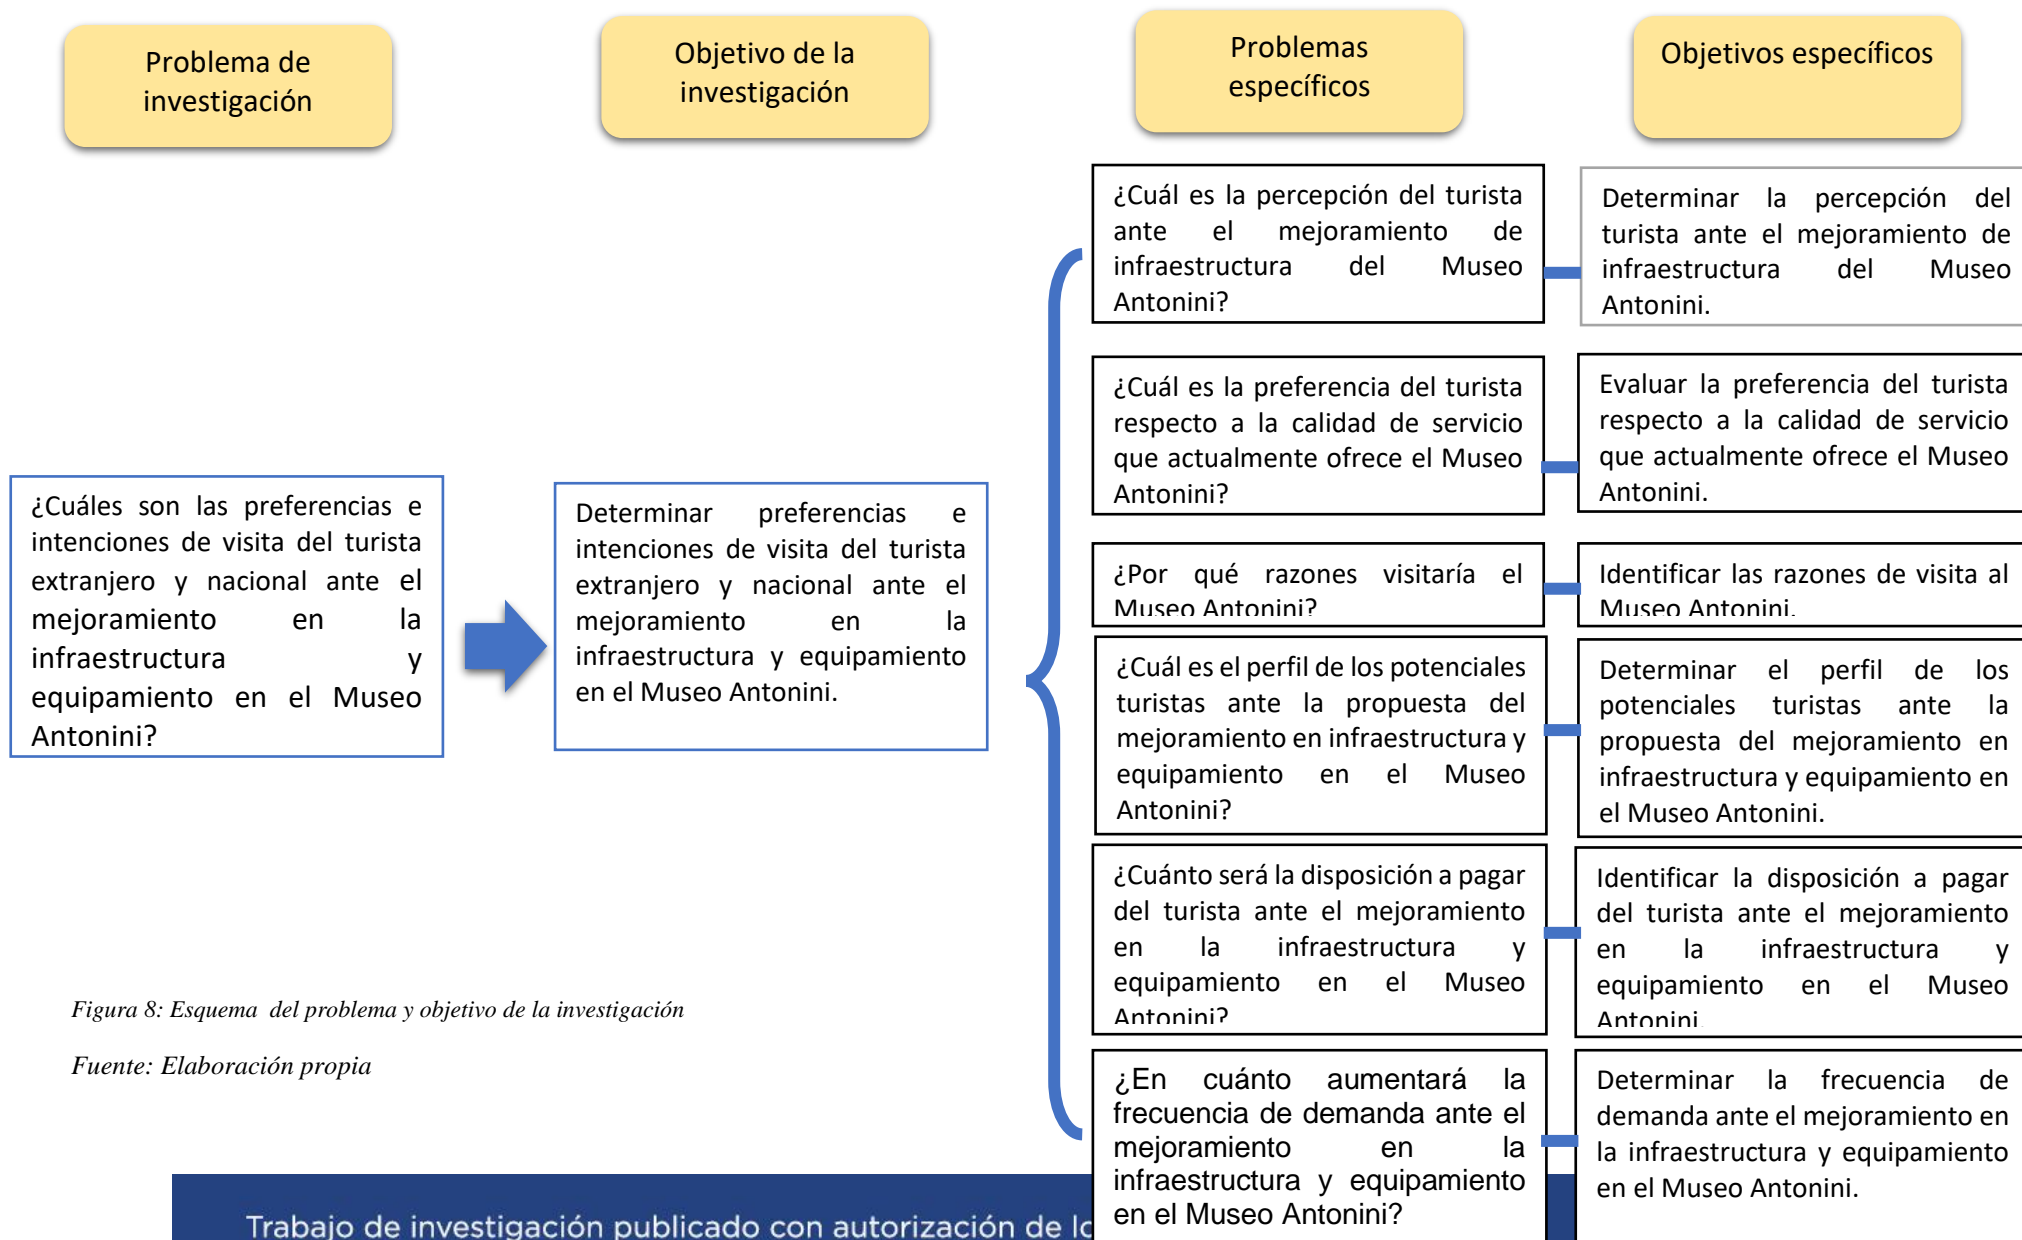 Problema de
investigación
Objetivo de la
investigación
Problemas
específicos
Objetivos específicos
¿Cuáles son las preferencias e
intenciones de visita del turista
extranjero y nacional ante el
mejoramiento en la
infraestructura y
equipamiento en el Museo
Antonini?
Determinar preferencias e
intenciones de visita del turista
extranjero y nacional ante el
mejoramiento en la
infraestructura y equipamiento
en el Museo Antonini.
¿Cuál es la percepción del turista
ante el mejoramiento de
infraestructura del Museo
Antonini?
Determinar la percepción del
turista ante el mejoramiento de
infraestructura del Museo
Antonini.
¿Cuál es la preferencia del turista
respecto a la calidad de servicio
que actualmente ofrece el Museo
Antonini?
Evaluar la preferencia del turista
respecto a la calidad de servicio
que actualmente ofrece el Museo
Antonini.
¿Por qué razones visitaría el
Museo Antonini?
Identificar las razones de visita al
Museo Antonini.
¿Cuál es el perfil de los potenciales
turistas ante la propuesta del
mejoramiento en infraestructura y
equipamiento en el Museo
Antonini?
Determinar el perfil de los
potenciales turistas ante la
propuesta del mejoramiento en
infraestructura y equipamiento en
el Museo Antonini.
¿Cuánto será la disposición a pagar
del turista ante el mejoramiento
en la infraestructura y
equipamiento en el Museo
Antonini?
Identificar la disposición a pagar
del turista ante el mejoramiento
en la infraestructura y
equipamiento en el Museo
Antonini.
¿En cuánto aumentará la
frecuencia de demanda ante el
mejoramiento en la
infraestructura y equipamiento
en el Museo Antonini?
Determinar la frecuencia de
demanda ante el mejoramiento en
la infraestructura y equipamiento
en el Museo Antonini.
Figura 8: Esquema del problema y objetivo de la investigación
Fuente: Elaboración propia
Trabajo de investigación publicado con autorización de